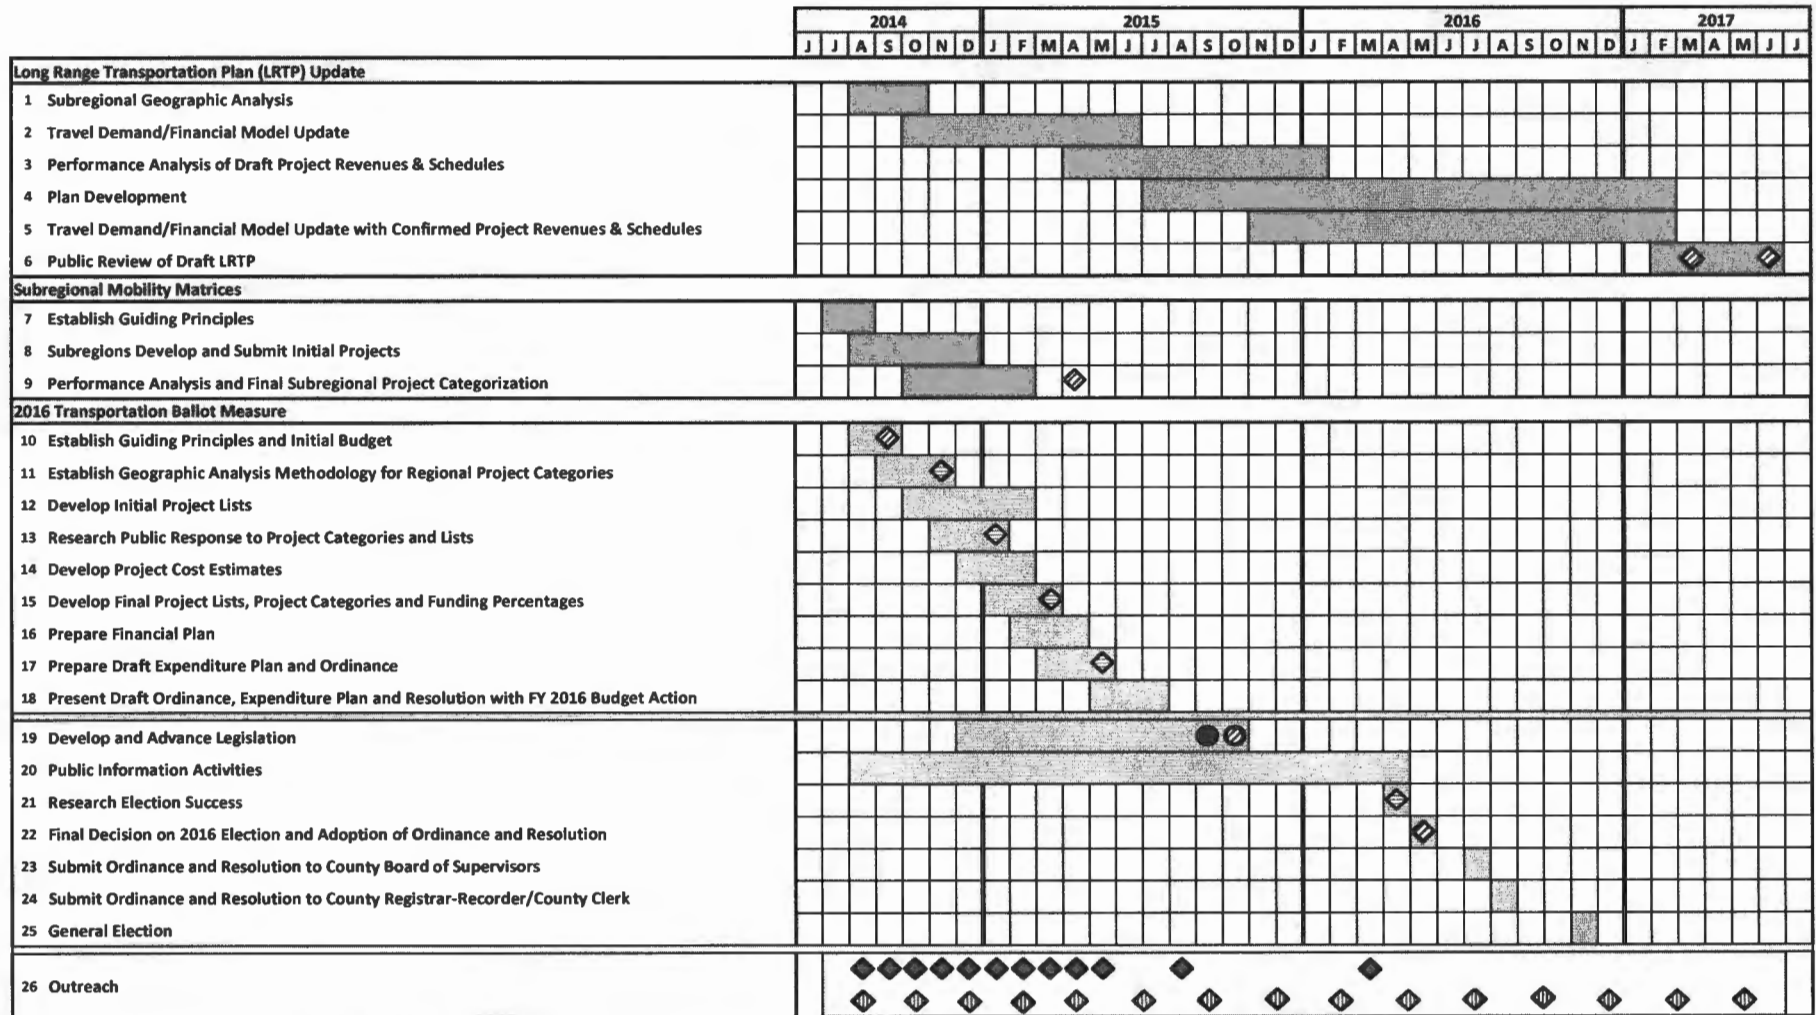 2014 2015 2016 2017
J J A S O N D J F M A M J J A S O N D J F M A M J J A S O N D J F M A M J J
Long Range Transportation Plan (LRTP) Update
1 Subregional Geographic Analysis
2 Travel Demand/Financial Model Update
3 Performance Analysis of Draft Project Revenues & Schedules
4 Plan Development
5 Travel Demand/Financial Model Update with Confirmed Project Revenues & Schedules
6 Public Review of Draft LRTP
Subregional Mobility Matrices
7 Establish Guiding Principles
8 Subregions Develop and Submit Initial Projects
9 Performance Analysis and Final Subregional Project Categorization
2016 Transportation Ballot Measure
10 Establish Guiding Principles and Initial Budget
11 Establish Geographic Analysis Methodology for Regional Project Categories
12 Develop Initial Project Lists
13 Research Public Response to Project Categories and Lists
14 Develop Project Cost Estimates
15 Develop Final Project Lists, Project Categories and Funding Percentages
16 Prepare Financial Plan
17 Prepare Draft Expenditure Plan and Ordinance
18 Present Draft Ordinance, Expenditure Plan and Resolution with FY 2016 Budget Action
19 Develop and Advance Legislation
20 Public Information Activities
21 Research Election Success
22 Final Decision on 2016 Election and Adoption of Ordinance and Resolution
23 Submit Ordinance and Resolution to County Board of Supervisors
24 Submit Ordinance and Resolution to County Registrar-Recorder/County Clerk
25 General Election
26 Outreach